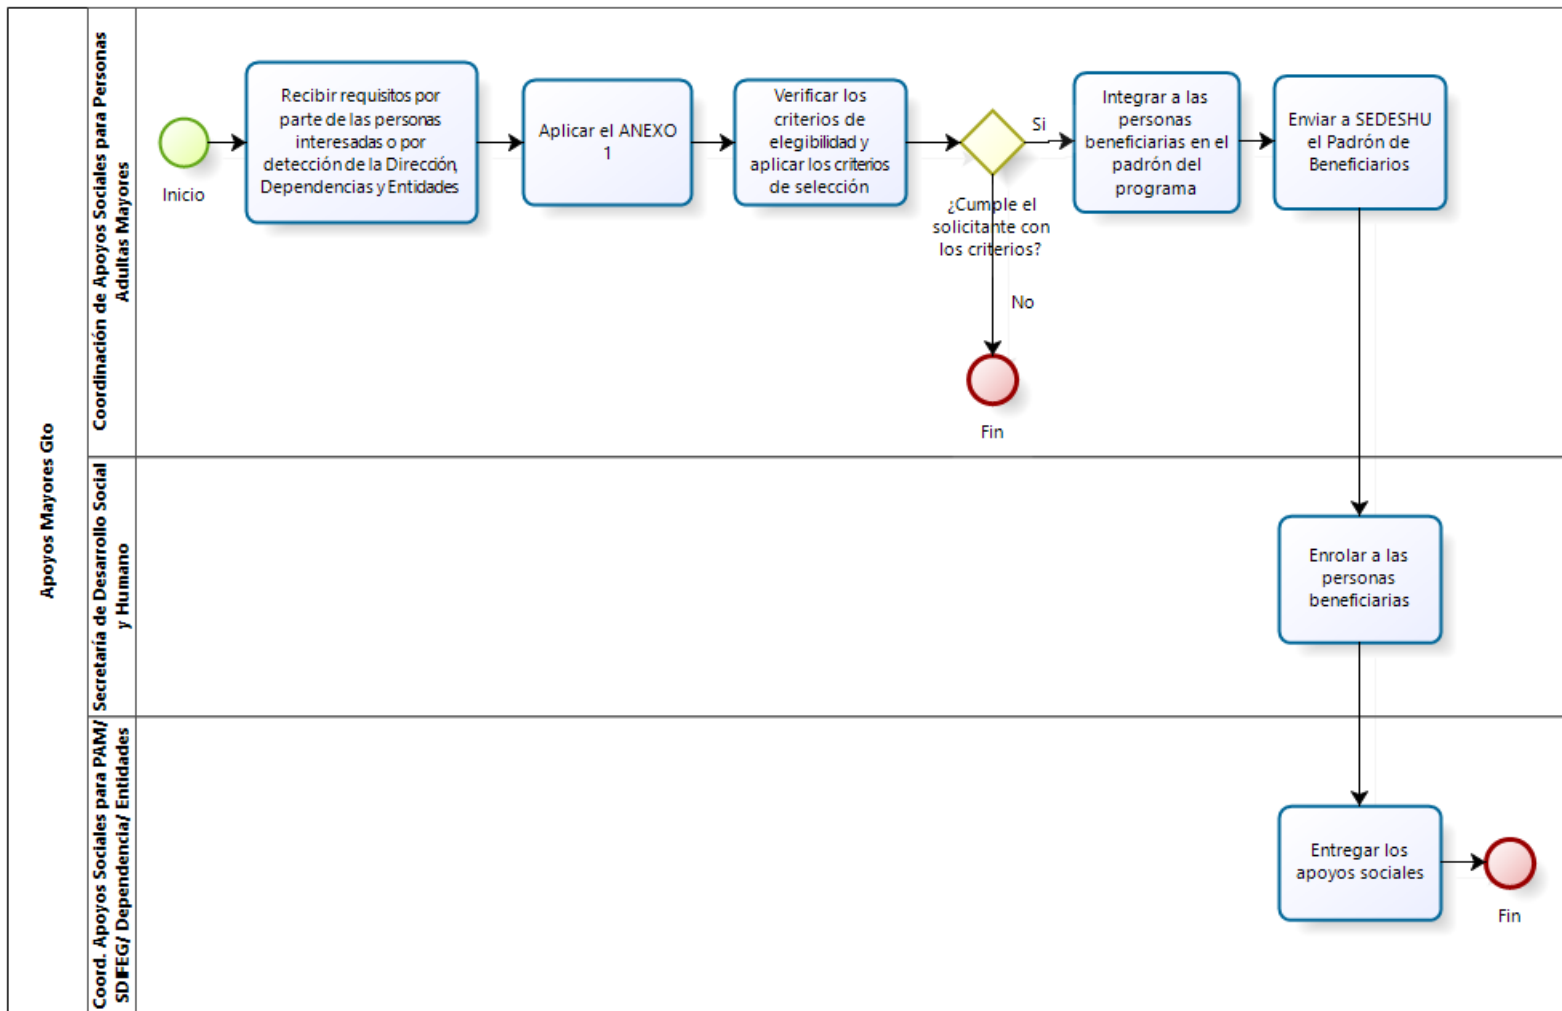 Apoyos Mayores Gto
Coordinación de Apoyos Sociales para Personas
Adultas Mayores
Inicio
Recibir requisitos por
parte de las personas
interesadas o por
detección de la Dirección,
Dependencias y Entidades
Aplicar el ANEXO
1
Verificar los
criterios de
elegibilidad y
aplicar los criterios
de selección
¿Cumple el
solicitante con
los criterios?
Si
No
Fin
Integrar a las
personas
beneficiarias en el
padrón del
programa
Enviar a SEDESHU
el Padrón de
Beneficiarios
Secretaría de Desarrollo Social
y Humano
Enrolar a las
personas
beneficiarias
Coord. Apoyos Sociales para PAM/
SDIFEG/ Dependencia/ Entidades
Entregar los
apoyos sociales
Fin